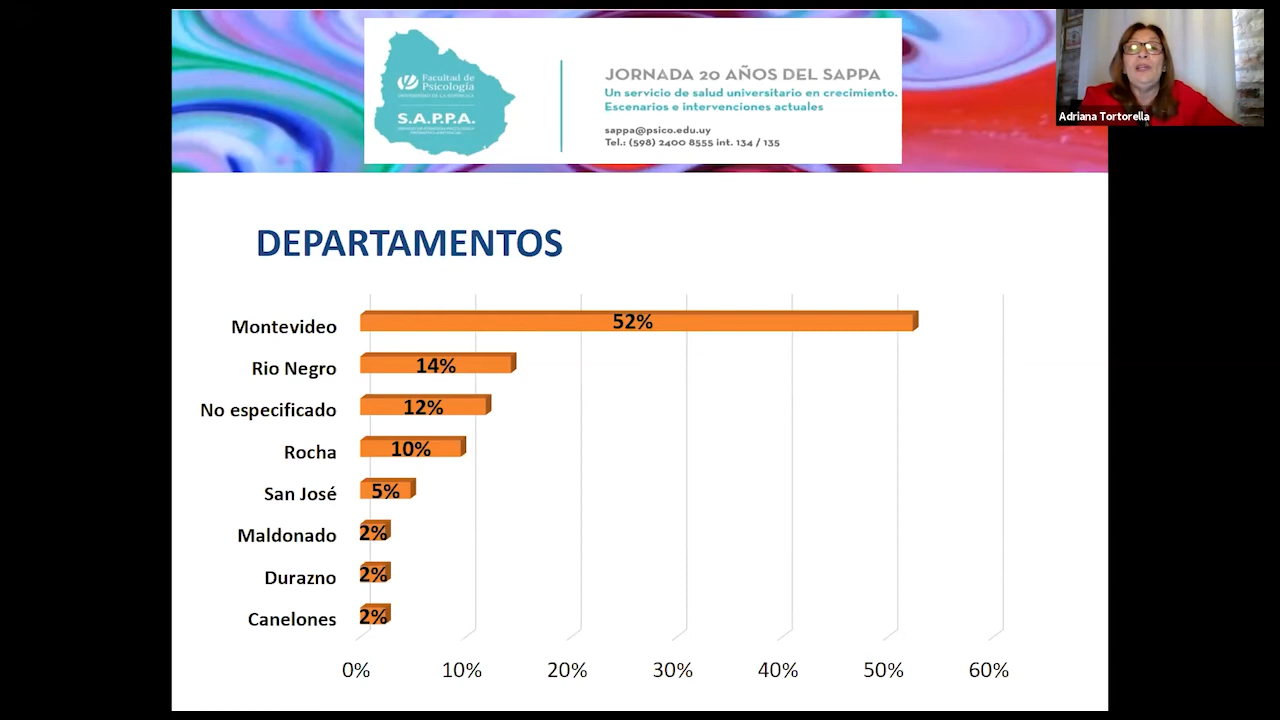 Facultad de
Psicología
UNIVERSIDAD DE LA REPÚBLICA
S.A.P.P.A.
JORNADA 20 AÑOS DEL SAPPA
Un servicio de salud universitario en crecimiento.
Escenarios e intervenciones actuales
sappa@psico.edu.uy
Tel.: (598) 2400 8555 int. 134 / 135
Adriana Tortorella
DEPARTAMENTOS
Montevideo 52%
Rio Negro 14%
No especificado 12%
Rocha 10%
San José 5%
Maldonado 2%
Durazno 2%
Canelones 2%
0% 10% 20% 30% 40% 50% 60%